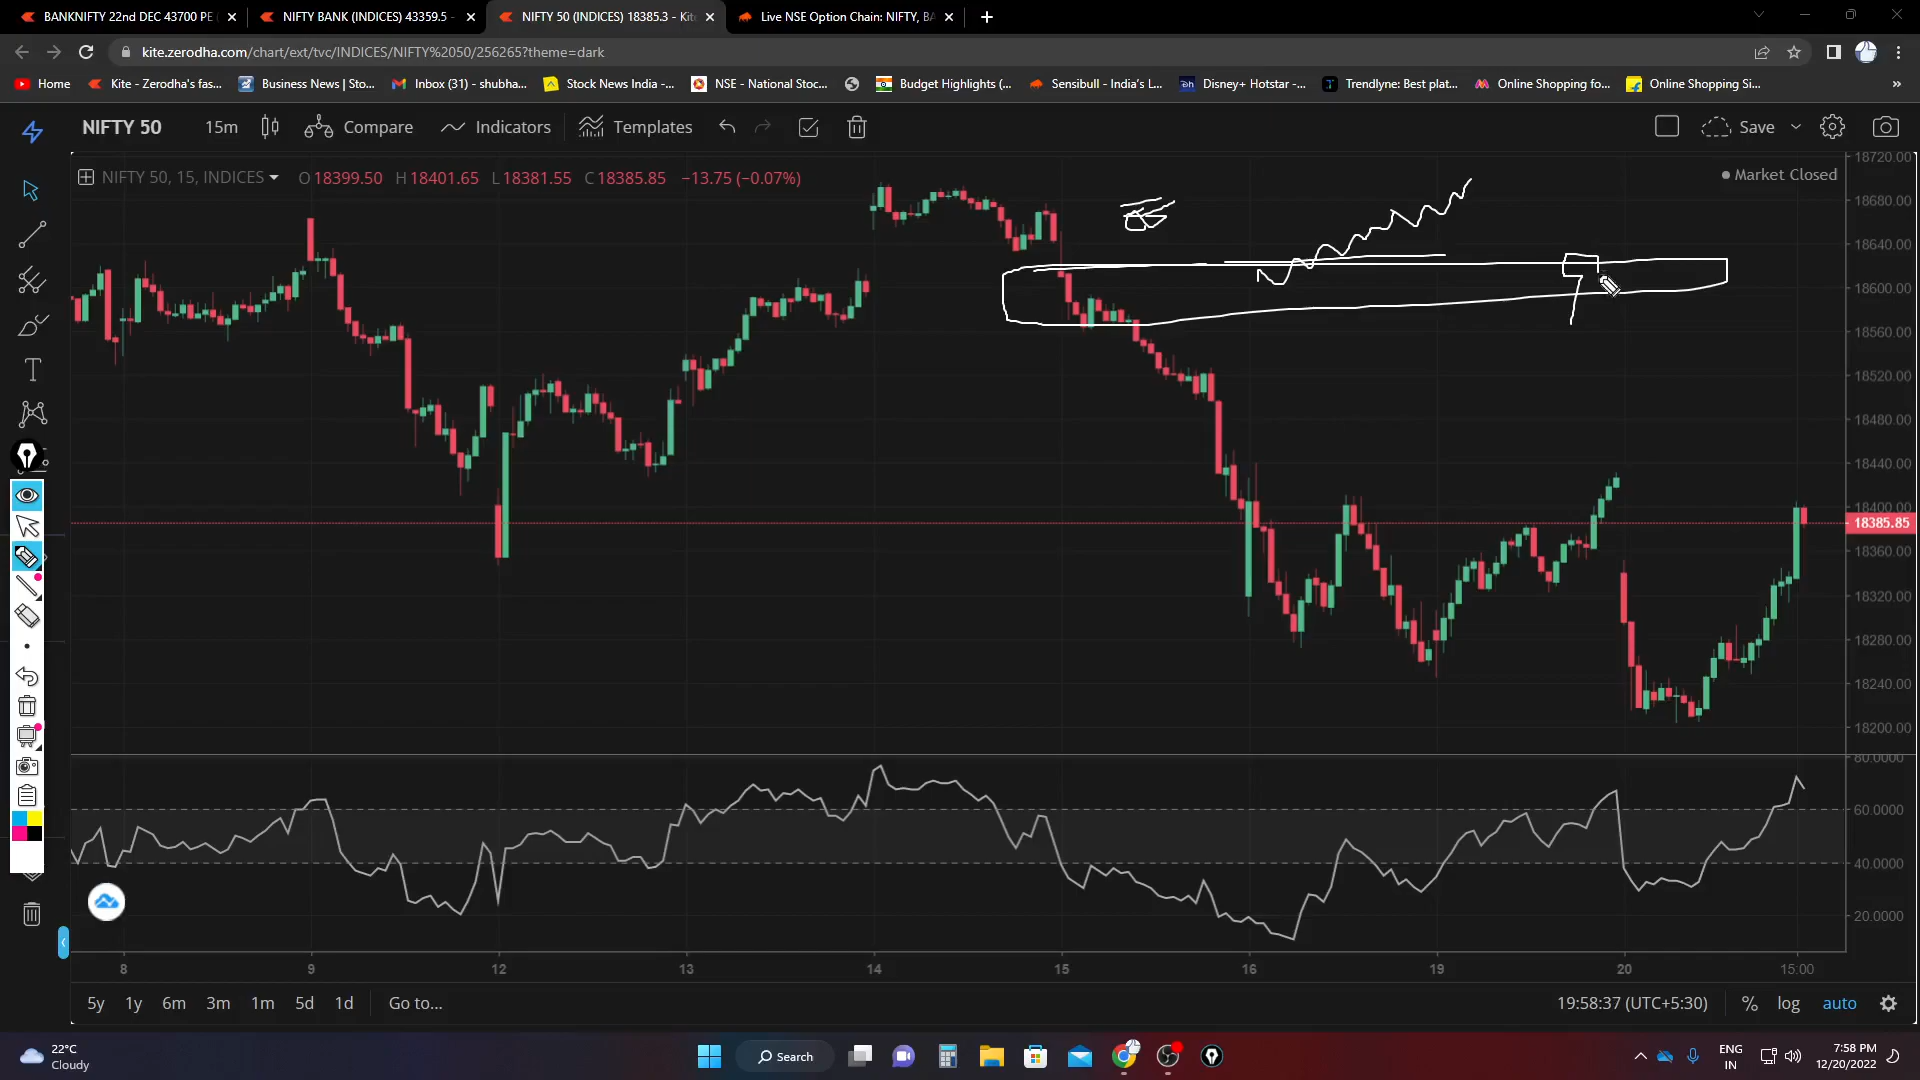 BANKNIFTY 22nd DEC 43700 PE
NIFTY BANK (INDICES) 43359.5 -
NIFTY 50 (INDICES) 18385.3 - Kit
Live NSE Option Chain: NIFTY, BA
kite.zerodha.com/chart/ext/tvc/INDICES/NIFTY%2050/256265?theme=dark
Home
Kite - Zerodha's fas...
Business News | Sto...
Inbox (31) - shubha...
Stock News India -...
NSE - National Stoc...
Budget Highlights (...
Sensibull - India's L...
Disney+ Hotstar -...
Trendlyne: Best plat...
Online Shopping fo...
Online Shopping Si...
NIFTY 50
15m
Compare
Indicators
Templates
Save
NIFTY 50, 15, INDICES
O 18399.50 H 18401.65 L 18381.55 C 18385.85 −13.75 (−0.07%)
Market Closed
18720.00
18680.00
18640.00
18600.00
18560.00
18520.00
18480.00
18440.00
18400.00
18385.85
18360.00
18320.00
18280.00
18240.00
18200.00
80.0000
60.0000
40.0000
20.0000
8 9 12 13 14 15 16 19 20 15:00
5y 1y 6m 3m 1m 5d 1d Go to...
19:58:37 (UTC+5:30) % log auto
22°C
Cloudy
Search
ENG
IN
7:58 PM
12/20/2022